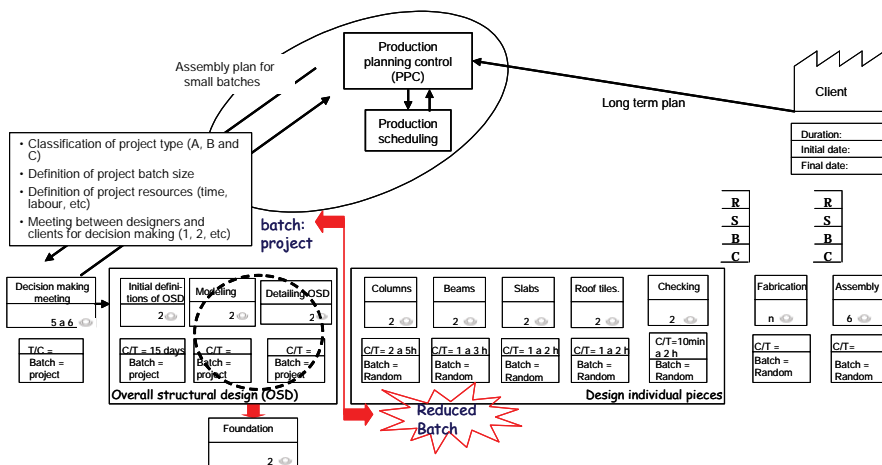 Production
planning control
(PPC)
Production
scheduling
Assembly plan for
small batches
Long term plan
Client
Duration:
Initial date:
Final date:
• Classification of project type (A, B and
C)
• Definition of project batch size
• Definition of project resources (time,
labour, etc)
• Meeting between designers and
clients for decision making (1, 2, etc)
batch:
project
R
S
B
C
R
S
B
C
Decision making
meeting
5 a 6
T/C =
Batch =
project
Initial defini-
tions of OSD
2
C/T = 15 days
Batch =
project
Modeling
2
C/T =
Batch =
project
Detailing OSD
2
C/T =
Batch =
project
Overall structural design (OSD)
Foundation
2
Columns
2
C/T= 2 a 5h
Batch =
Random
Beams
2
C/T= 1 a 3 h
Batch =
Random
Slabs
2
C/T= 1 a 2 h
Batch =
Random
Roof tiles.
2
C/T= 1 a 2 h
Batch =
Random
Checking
2
C/T=10min
a 2 h
Batch =
Random
Design individual pieces
Reduced
Batch
Fabrication
n
C/T =
Batch =
Random
Assembly
6
C/T=
Batch =
Random